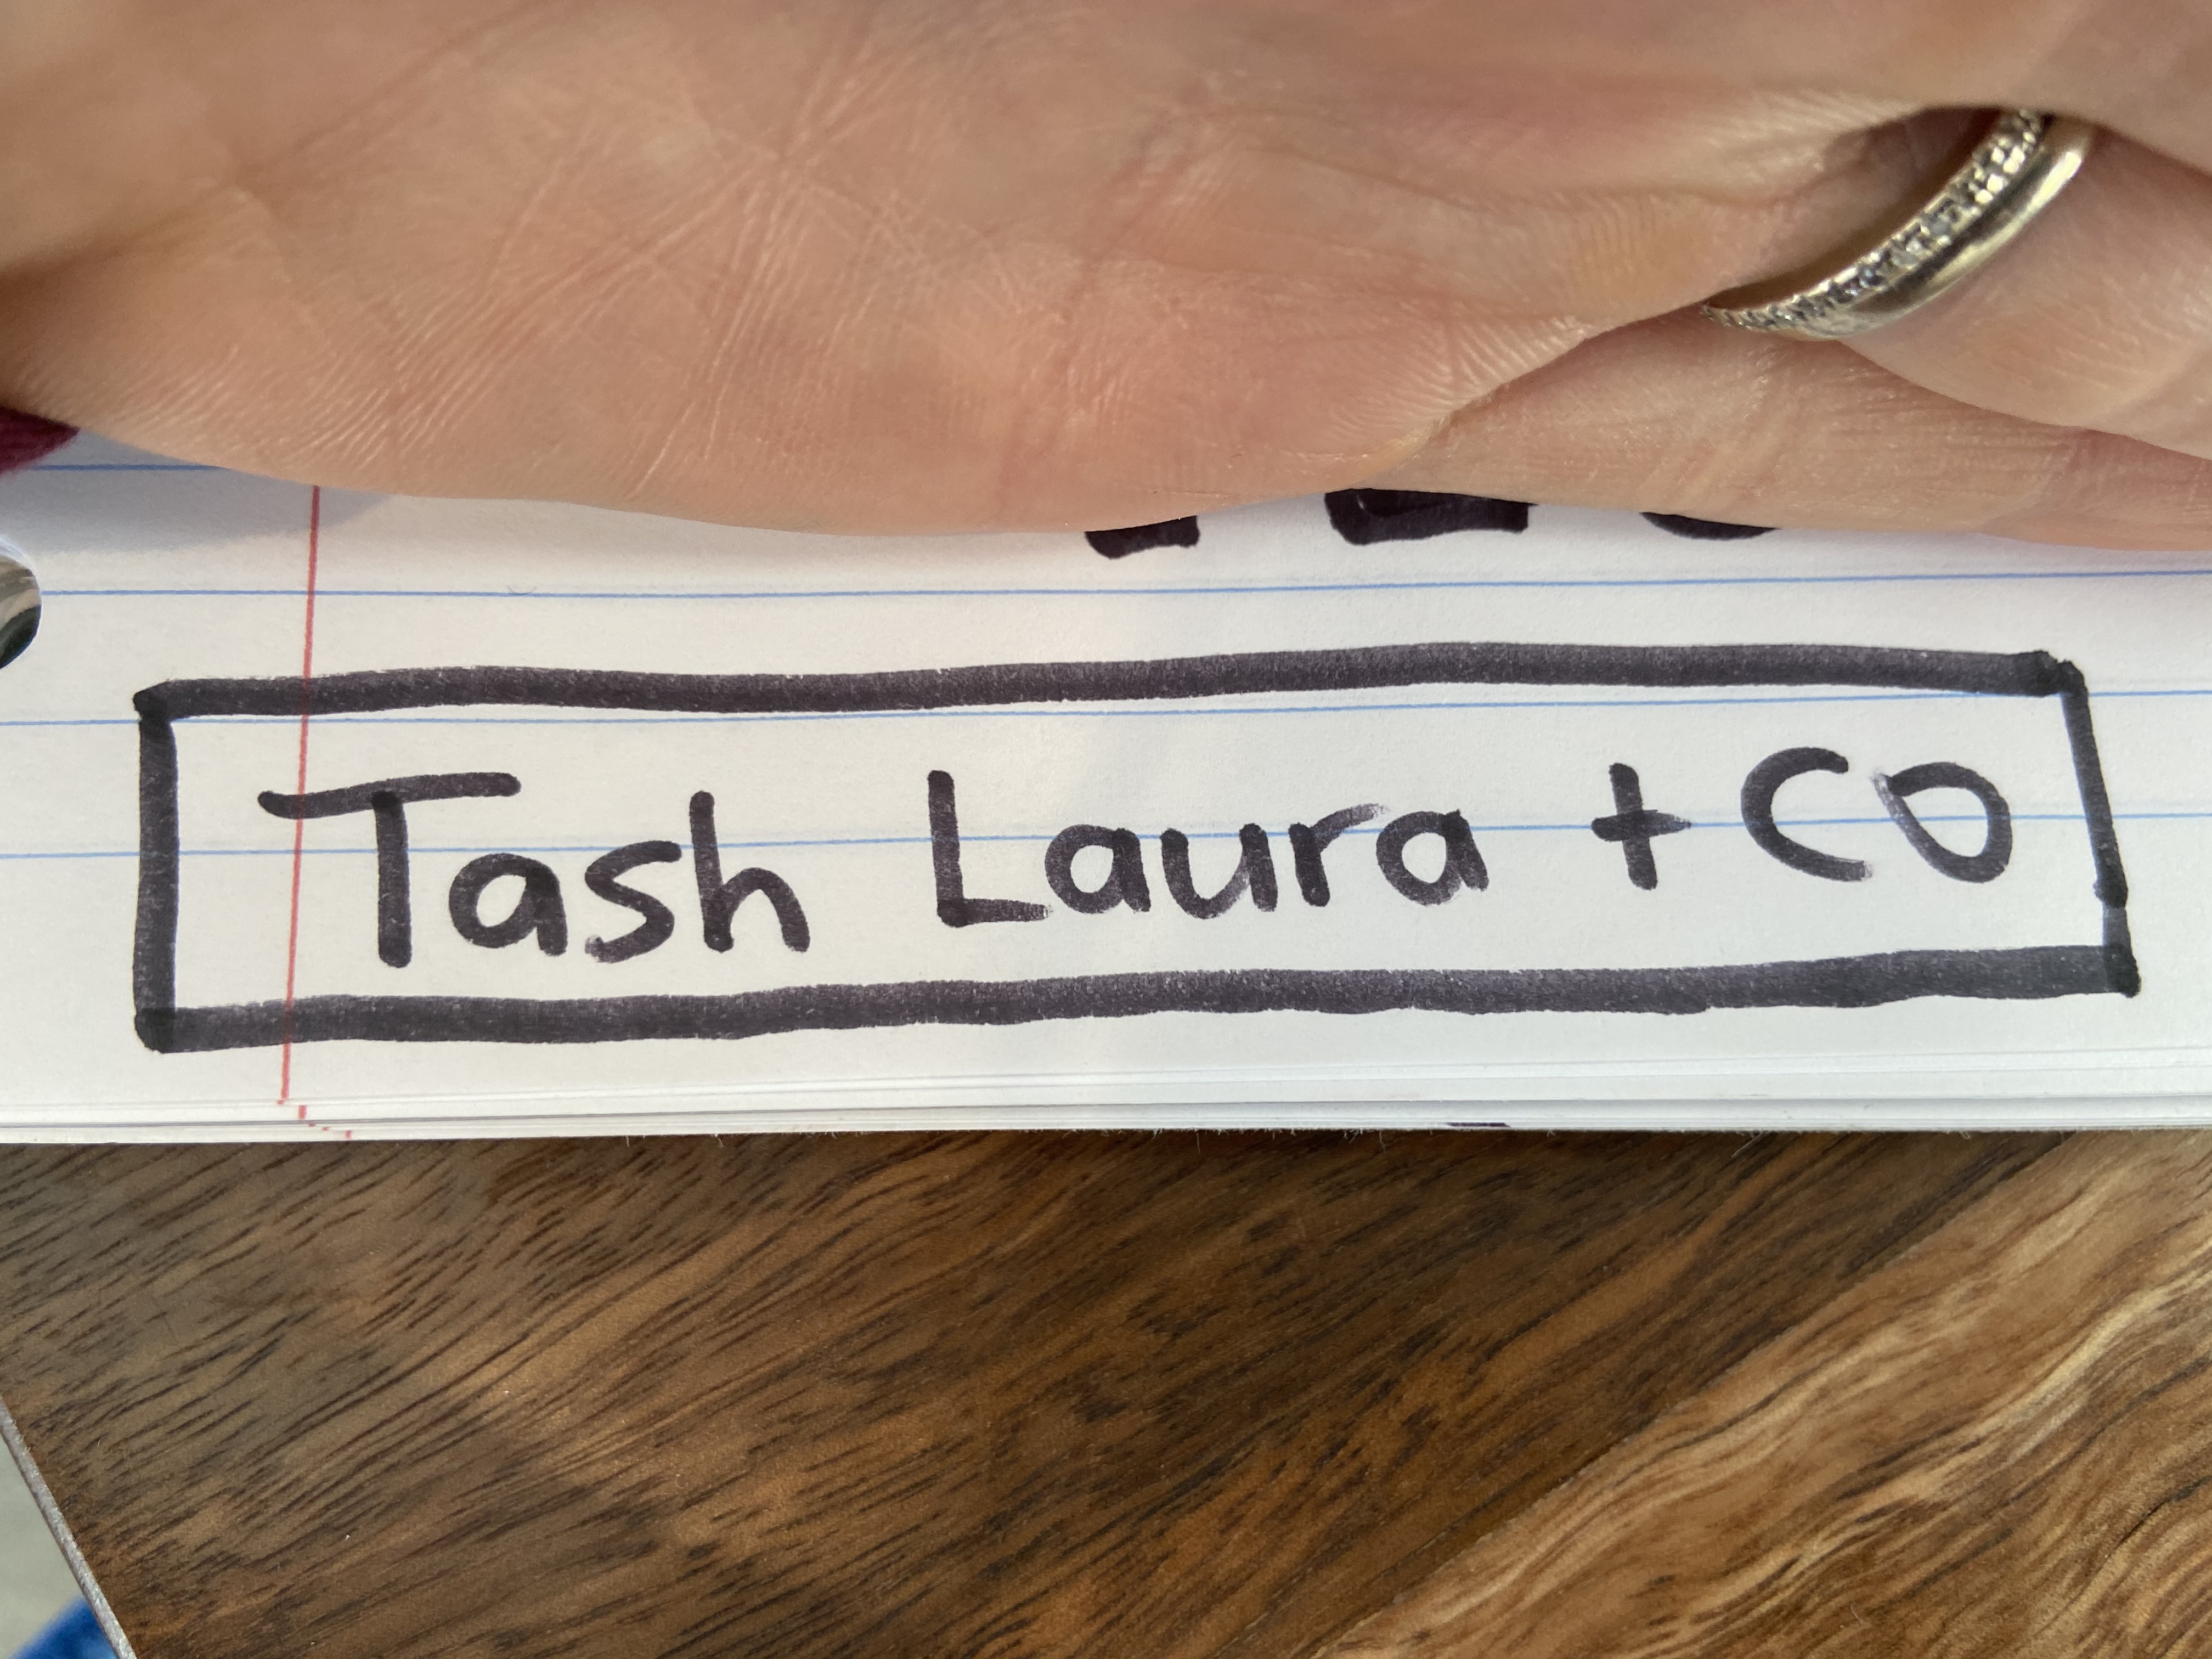 Tash Laura + CO